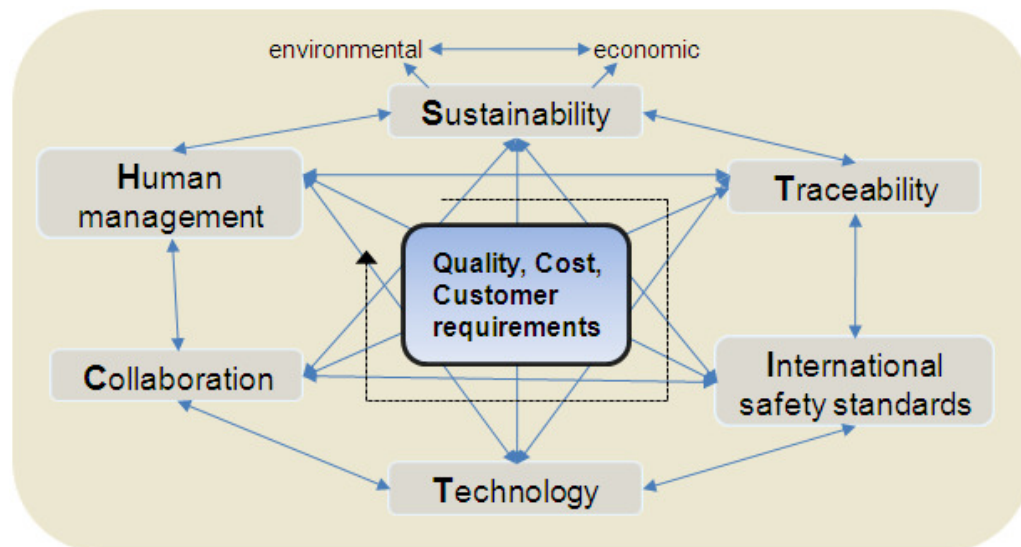 environmental
economic
Sustainability
Human
management
Traceability
Quality, Cost,
Customer
requirements
Collaboration
International
safety standards
Technology